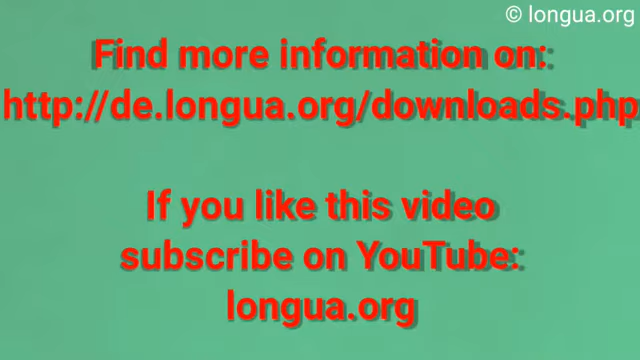 © longua.org
Find more information on:
http://de.longua.org/downloads.php
If you like this video
subscribe on YouTube:
longua.org